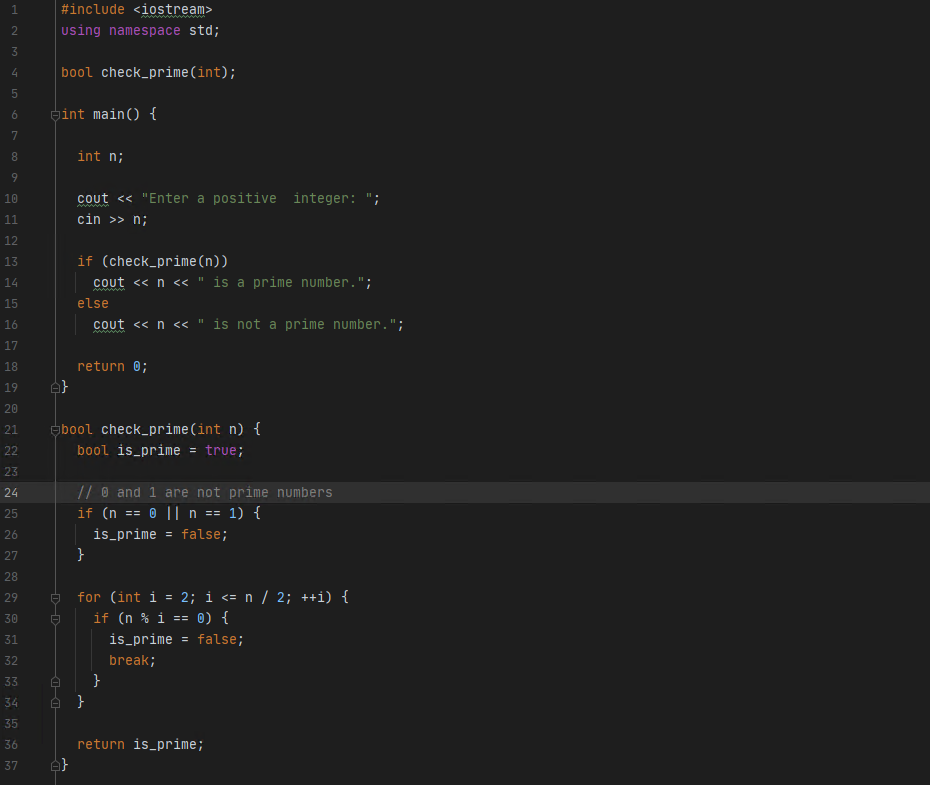 1 #include <iostream>
2 using namespace std;
3
4 bool check_prime(int);
5
6 int main() {
7
8   int n;
9
10   cout << "Enter a positive  integer: ";
11   cin >> n;
12
13   if (check_prime(n))
14     cout << n << " is a prime number.";
15   else
16     cout << n << " is not a prime number.";
17
18   return 0;
19 }
20
21 bool check_prime(int n) {
22   bool is_prime = true;
23
24   // 0 and 1 are not prime numbers
25   if (n == 0 || n == 1) {
26     is_prime = false;
27   }
28
29   for (int i = 2; i <= n / 2; ++i) {
30     if (n % i == 0) {
31       is_prime = false;
32       break;
33     }
34   }
35
36   return is_prime;
37 }